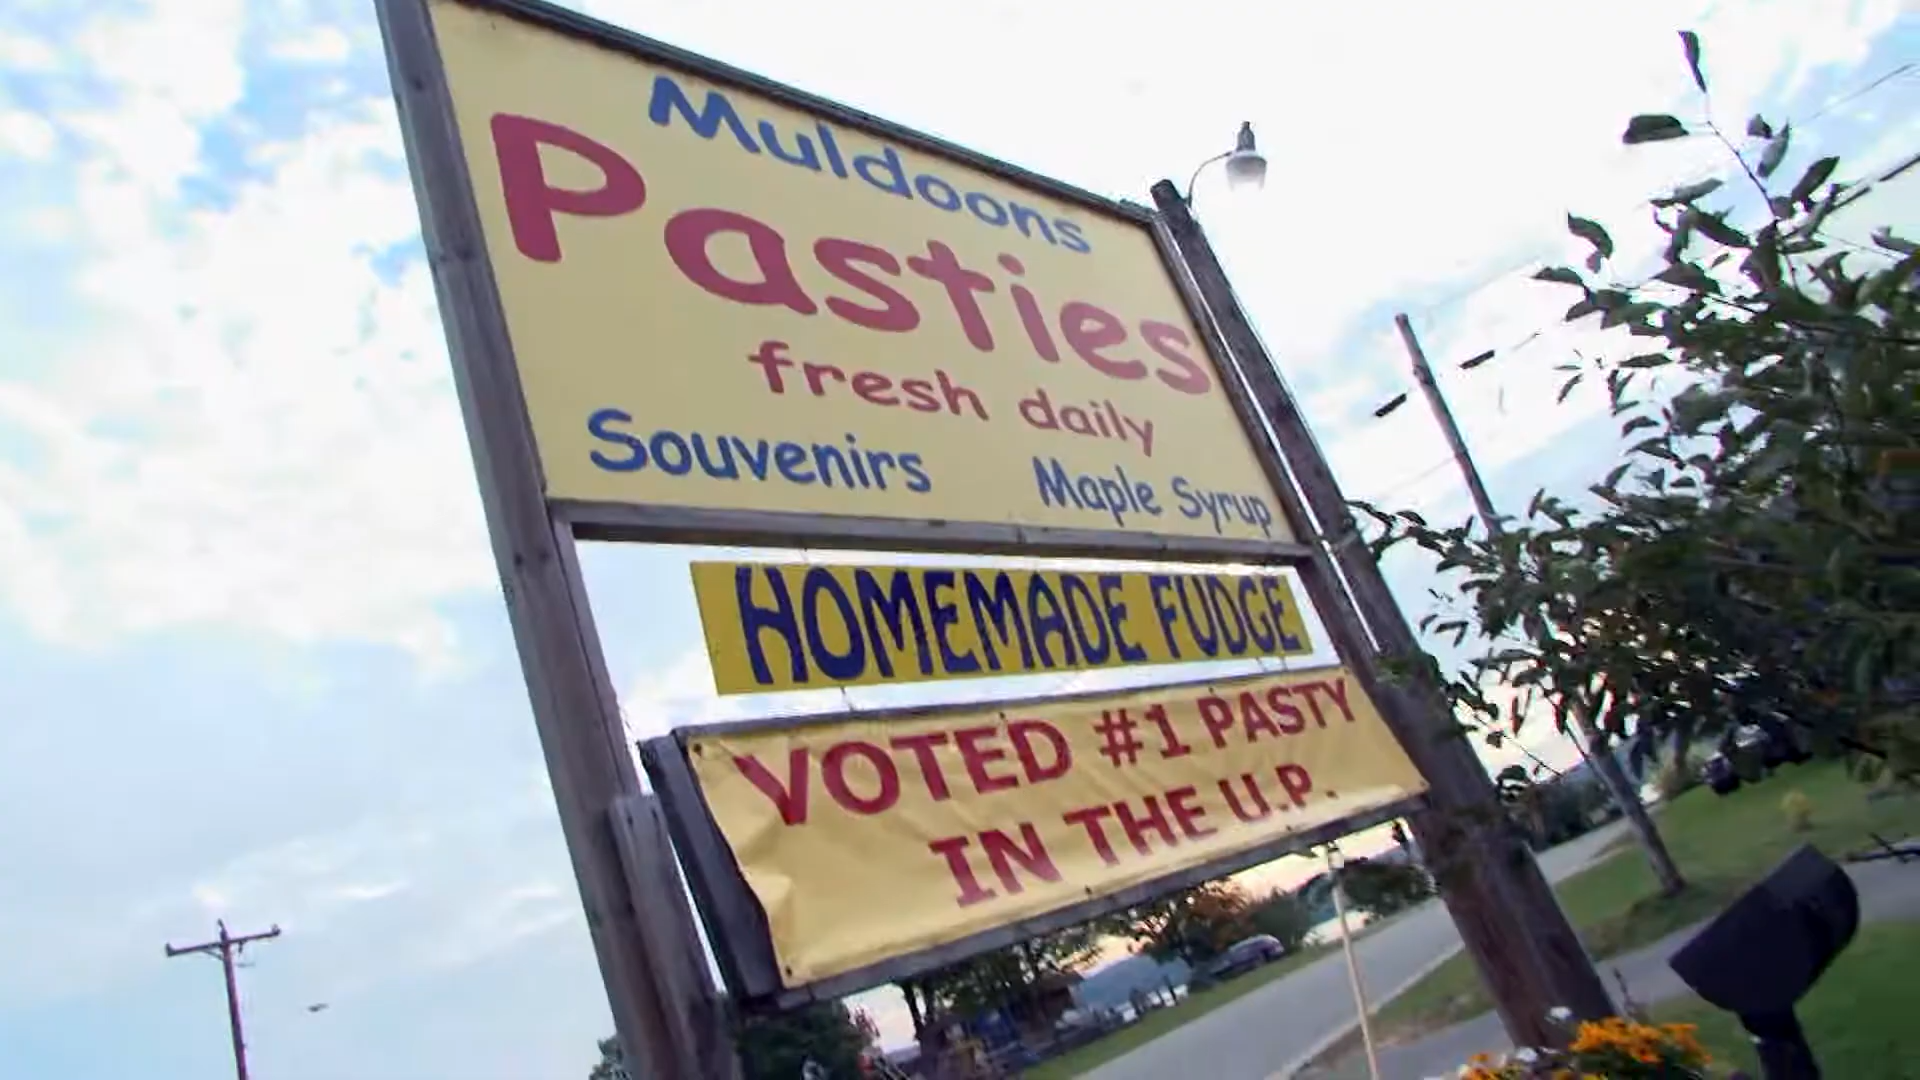 Muldoons
Pasties
fresh daily
Souvenirs Maple Syrup
HOMEMADE FUDGE
VOTED #1 PASTY
IN THE U.P.